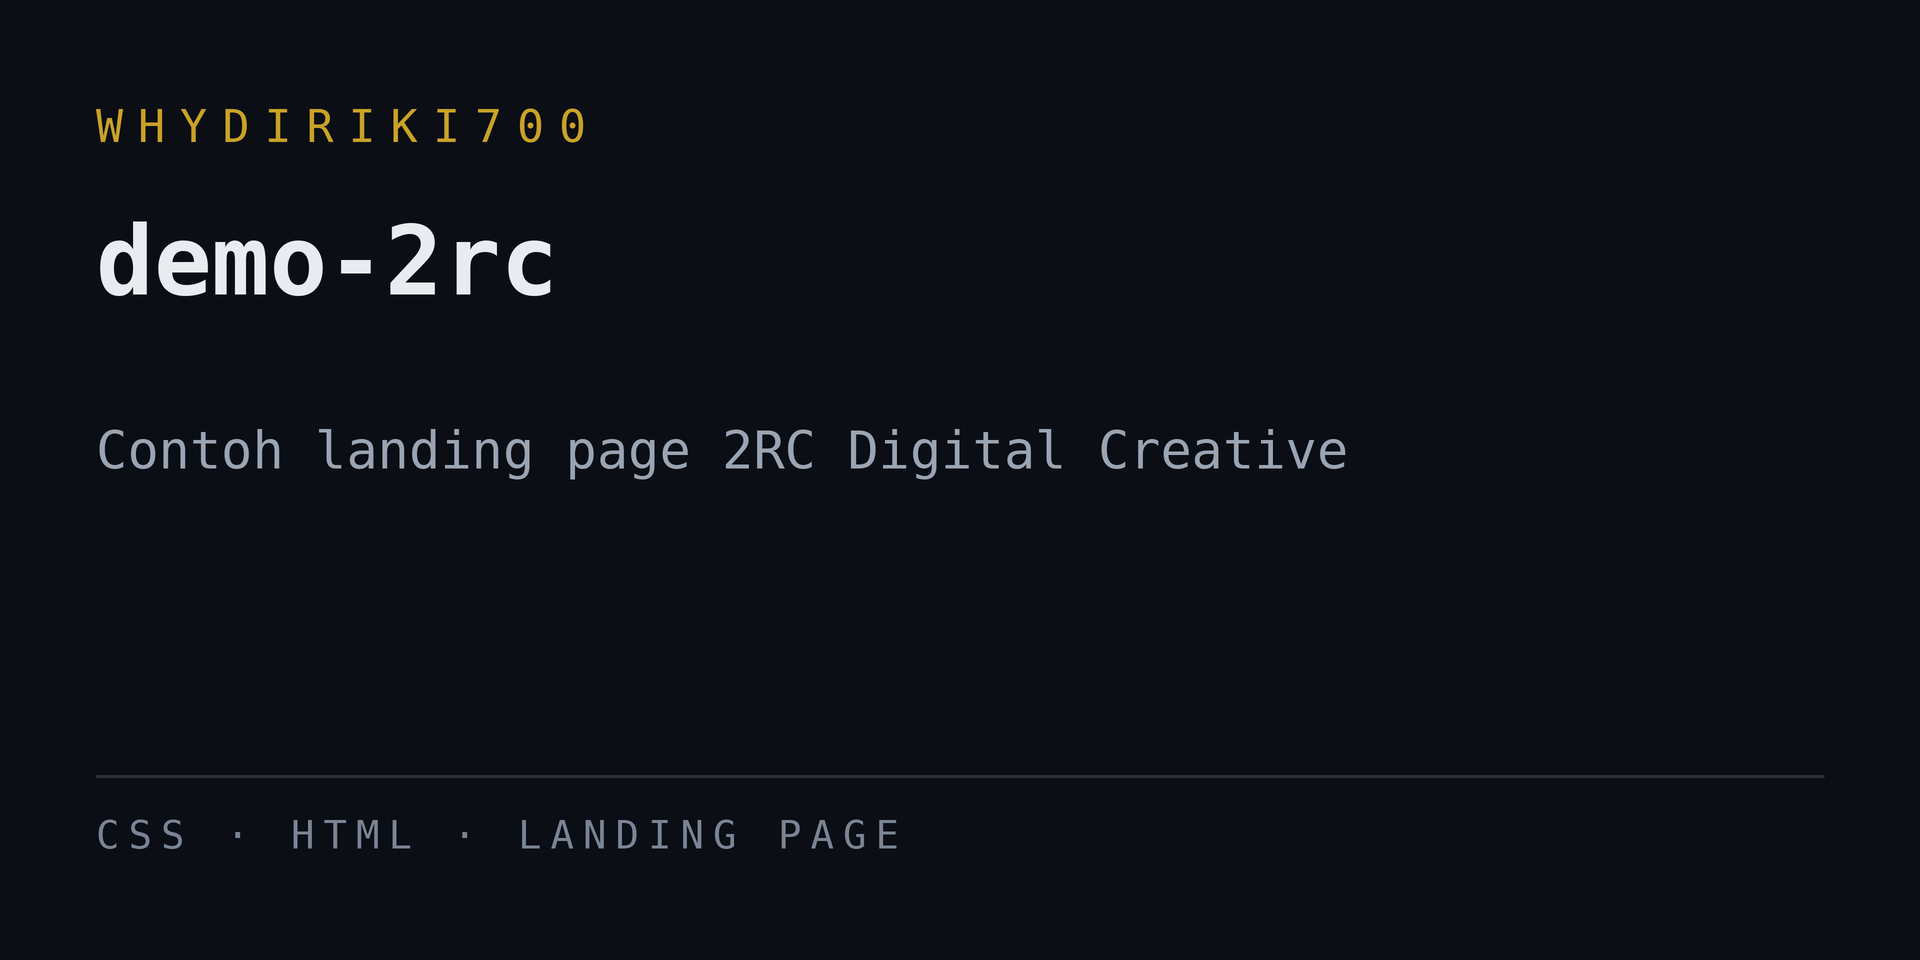 WHYDIRIKI700
demo-2rc
Contoh landing page 2RC Digital Creative
CSS · HTML · LANDING PAGE